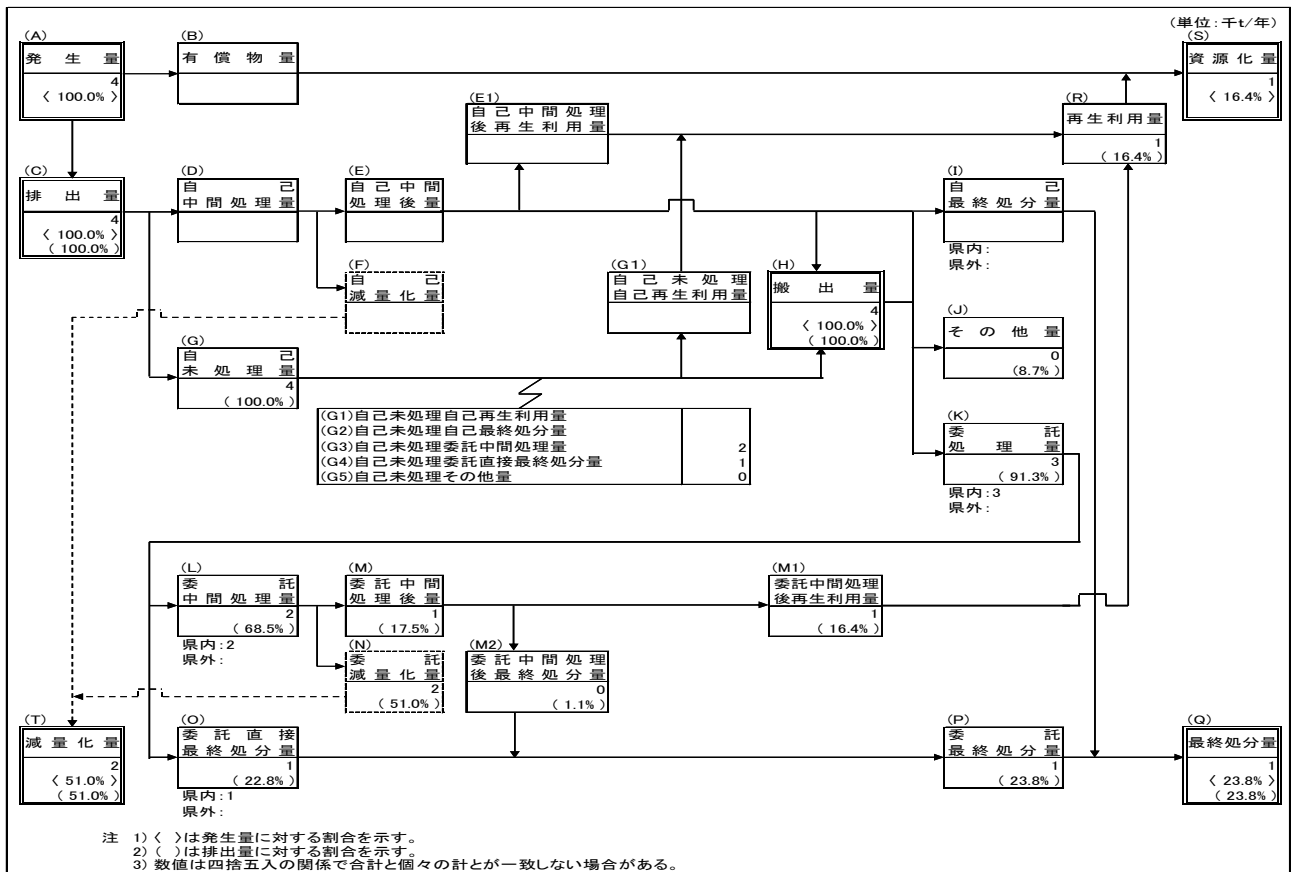 (単位:千t/年)
(A)
発生量
4
〈 100.0% 〉
(B)
有償物量
(S)
資源化量
1
〈 16.4% 〉
(E1)
自己中間処理
後再生利用量
(R)
再生利用量
1
( 16.4% )
(C)
排出量
4
〈 100.0% 〉
( 100.0% )
(D)
自己
中間処理量
(E)
自己中間
処理後量
(I)
自己
最終処分量
県内:
県外:
(F)
自己
減量化量
(G1)
自己未処理
自己再生利用量
(H)
搬出量
4
〈 100.0% 〉
( 100.0% )
(J)
その他量
0
(8.7%)
(G)
自己
未処理量
4
( 100.0% )
(G1)自己未処理自己再生利用量
(G2)自己未処理自己最終処分量
(G3)自己未処理委託中間処理量 2
(G4)自己未処理委託直接最終処分量 1
(G5)自己未処理その他量 0
(K)
委託
処理量
3
( 91.3% )
県内:3
県外:
(L)
委託
中間処理量
2
( 68.5% )
県内:2
県外:
(M)
委託中間
処理後量
1
( 17.5% )
(M1)
委託中間処理
後再生利用量
1
( 16.4% )
(N)
委託
減量化量
2
( 51.0% )
(M2)
委託中間処理
後最終処分量
0
( 1.1% )
(T)
減量化量
2
〈 51.0% 〉
( 51.0% )
(O)
委託直接
最終処分量
1
( 22.8% )
県内:1
県外:
(P)
委託
最終処分量
1
( 23.8% )
(Q)
最終処分量
1
〈 23.8% 〉
( 23.8% )
注 1)〈 〉は発生量に対する割合を示す。
2)( )は排出量に対する割合を示す。
3)数値は四捨五入の関係で合計と個々の計とが一致しない場合がある。